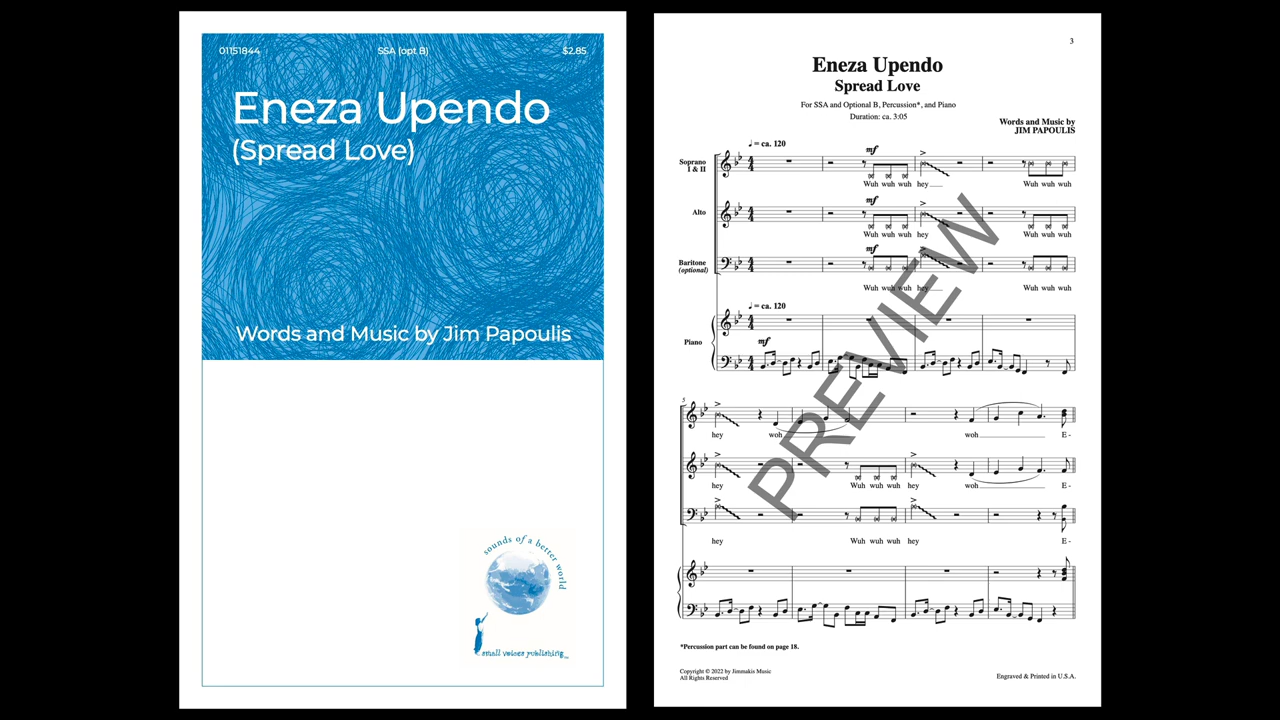 01151844 SSA (opt B) $2.85
Eneza Upendo
(Spread Love)
Words and Music by Jim Papoulis
sounds of a better world
small voices publishing™
3
Eneza Upendo
Spread Love
For SSA and Optional B, Percussion*, and Piano
Duration: ca. 3:05
Words and Music by
JIM PAPOULIS
♩ = ca. 120
mf
Soprano
I & II
Wuh wuh wuh hey Wuh wuh wuh
mf
Alto
Wuh wuh wuh hey Wuh wuh wuh
mf
Baritone
(optional)
Wuh wuh wuh hey Wuh wuh wuh
♩ = ca. 120
Piano
mf
PREVIEW
5
hey woh woh E-
hey Wuh wuh wuh hey woh E-
hey Wuh wuh wuh hey E-
*Percussion part can be found on page 18.
Copyright © 2022 by Jimmakis Music
All Rights Reserved
Engraved & Printed in U.S.A.